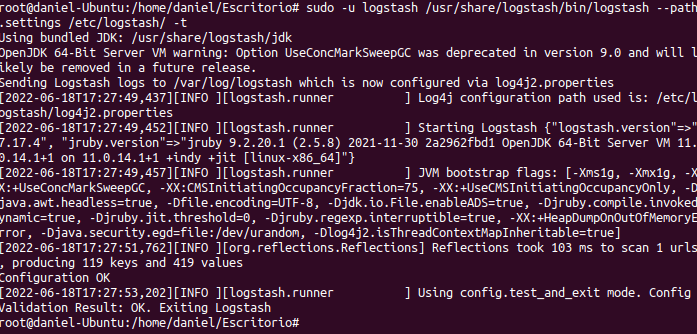 root@daniel-Ubuntu:/home/daniel/Escritorio# sudo -u logstash /usr/share/logstash/bin/logstash --path
.settings /etc/logstash/ -t
Using bundled JDK: /usr/share/logstash/jdk
OpenJDK 64-Bit Server VM warning: Option UseConcMarkSweepGC was deprecated in version 9.0 and will l
ikely be removed in a future release.
Sending Logstash logs to /var/log/logstash which is now configured via log4j2.properties
[2022-06-18T17:27:49,437][INFO ][logstash.runner          ] Log4j configuration path used is: /etc/l
ogstash/log4j2.properties
[2022-06-18T17:27:49,452][INFO ][logstash.runner          ] Starting Logstash {"logstash.version"=>"
7.17.4", "jruby.version"=>"jruby 9.2.20.1 (2.5.8) 2021-11-30 2a2962fbd1 OpenJDK 64-Bit Server VM 11.
0.14.1+1 on 11.0.14.1+1 +indy +jit [linux-x86_64]"}
[2022-06-18T17:27:49,457][INFO ][logstash.runner          ] JVM bootstrap flags: [-Xms1g, -Xmx1g, -X
X:+UseConcMarkSweepGC, -XX:CMSInitiatingOccupancyFraction=75, -XX:+UseCMSInitiatingOccupancyOnly, -D
java.awt.headless=true, -Dfile.encoding=UTF-8, -Djdk.io.File.enableADS=true, -Djruby.compile.invoked
ynamic=true, -Djruby.jit.threshold=0, -Djruby.regexp.interruptible=true, -XX:+HeapDumpOnOutOfMemoryE
rror, -Djava.security.egd=file:/dev/urandom, -Dlog4j2.isThreadContextMapInheritable=true]
[2022-06-18T17:27:51,762][INFO ][org.reflections.Reflections] Reflections took 103 ms to scan 1 urls
, producing 119 keys and 419 values
Configuration OK
[2022-06-18T17:27:53,202][INFO ][logstash.runner          ] Using config.test_and_exit mode. Config
Validation Result: OK. Exiting Logstash
root@daniel-Ubuntu:/home/daniel/Escritorio#